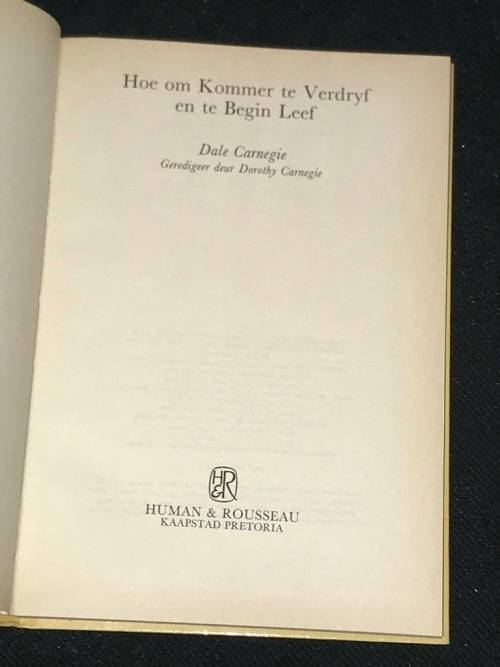 Hoe om Kommer te Verdryf
en te Begin Leef
Dale Carnegie
Geredigeer deur Dorothy Carnegie
H&R
HUMAN & ROUSSEAU
KAAPSTAD PRETORIA